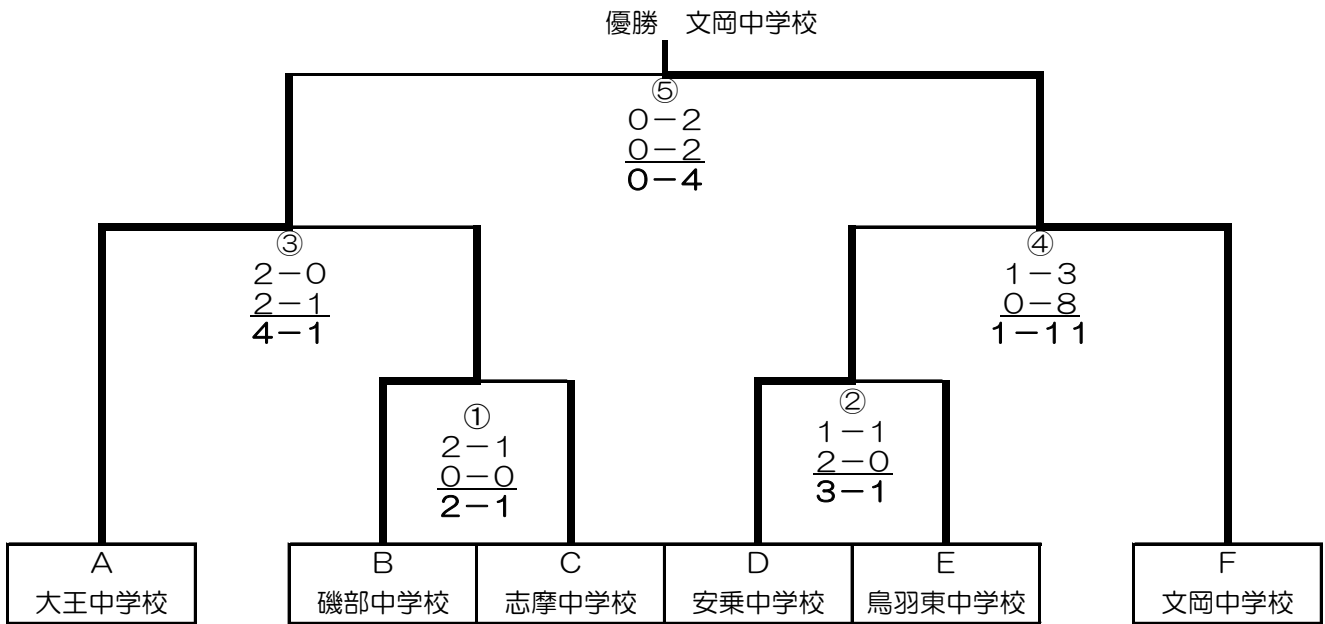 優勝　文岡中学校
⑤
0－2
0－2
0－4
③
2－0
2－1
4－1
④
1－3
0－8
1－11
①
2－1
0－0
2－1
②
1－1
2－0
3－1
A
大王中学校
B
磯部中学校
C
志摩中学校
D
安乗中学校
E
鳥羽東中学校
F
文岡中学校